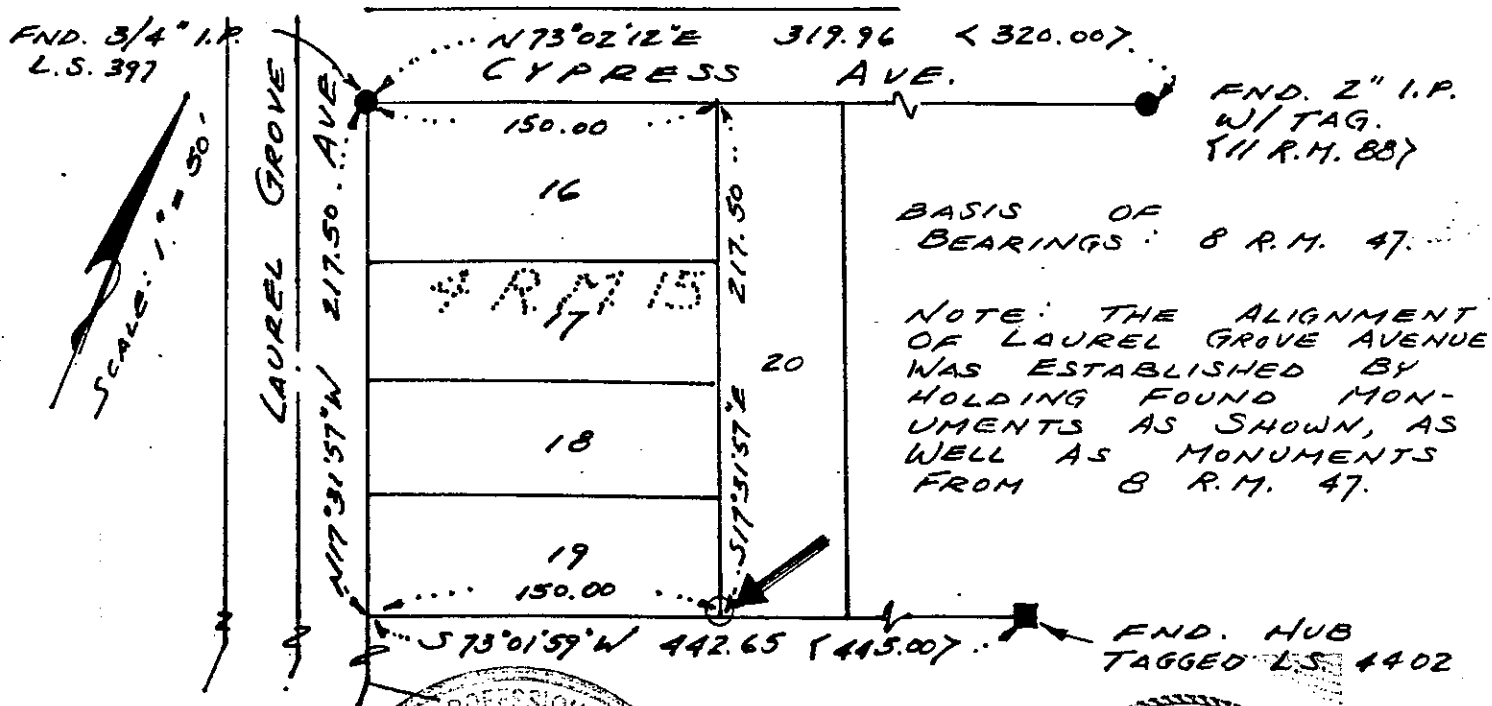 FND. 3/4" I.P.
L.S. 397
N73°02'12"E 319.96 <320.00>
CYPRESS AVE.
FND. 2" I.P.
W/ TAG.
<11 R.M. 88>
SCALE: 1" = 50'
LAUREL GROVE AVE.
150.00
16
N17°31'57"W 217.50
S17°31'57"E 217.50
4 RM 15
17
18
19
150.00
20
BASIS OF
BEARINGS: 8 R.M. 47.
NOTE: THE ALIGNMENT
OF LAUREL GROVE AVENUE
WAS ESTABLISHED BY
HOLDING FOUND MON-
UMENTS AS SHOWN, AS
WELL AS MONUMENTS
FROM 8 R.M. 47.
S73°01'59"W 442.65 <445.00>
FND. HUB
TAGGED LS 4402